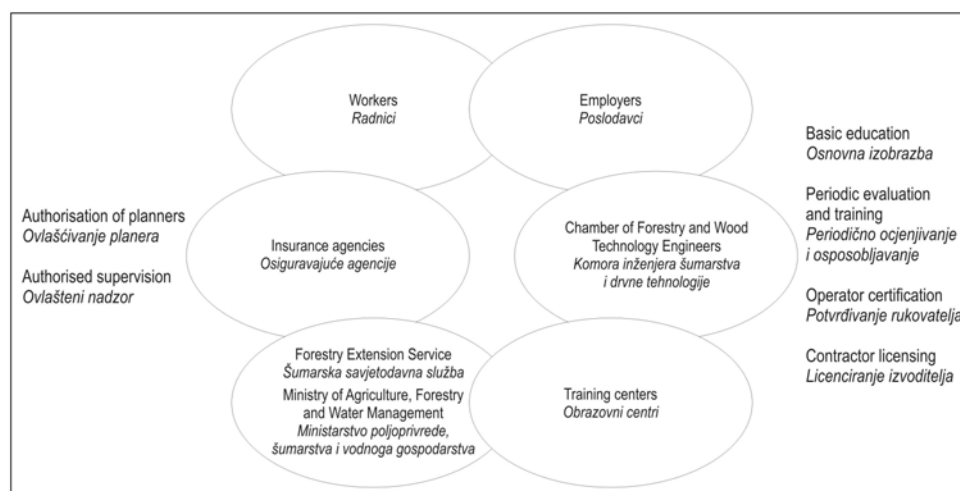 Workers
Radnici
Employers
Poslodavci
Authorisation of planners
Ovlašćivanje planera
Authorised supervision
Ovlašteni nadzor
Insurance agencies
Osiguravajuće agencije
Chamber of Forestry and Wood
Technology Engineers
Komora inženjera šumarstva
i drvne tehnologije
Basic education
Osnovna izobrazba
Periodic evaluation
and training
Periodično ocjenjivanje
i osposobljavanje
Operator certification
Potvrđivanje rukovatelja
Contractor licensing
Licenciranje izvoditelja
Forestry Extension Service
Šumarska savjetodavna služba
Ministry of Agriculture, Forestry
and Water Management
Ministarstvo poljoprivrede,
šumarstva i vodnoga gospodarstva
Training centers
Obrazovni centri